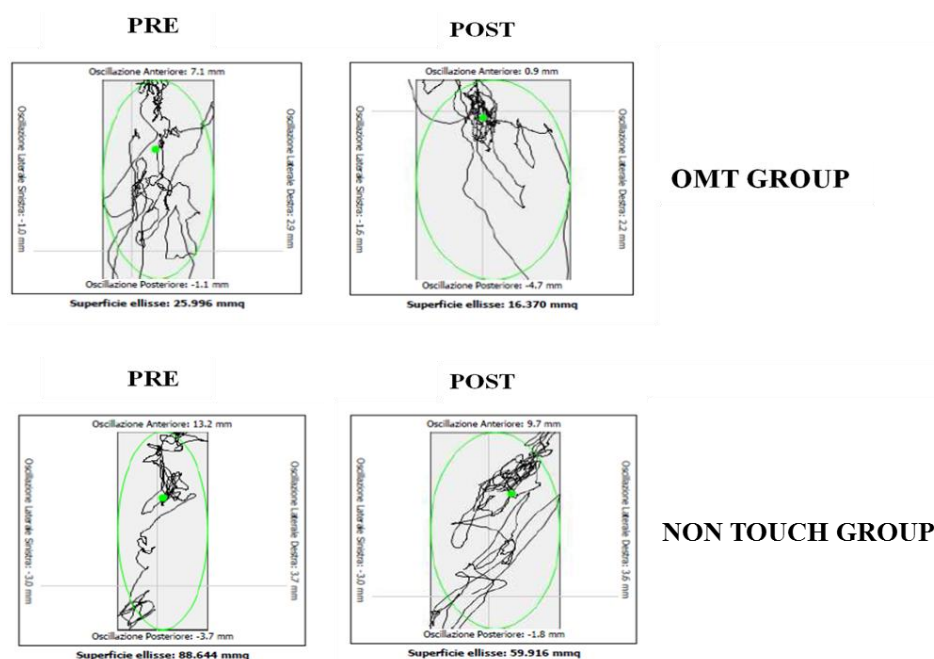 PRE
POST
Oscillazione Anteriore: 7.1 mm
Oscillazione Laterale Sinistra: -1.0 mm
Oscillazione Laterale Destra: 2.9 mm
Oscillazione Posteriore: -1.1 mm
Superficie ellisse: 25.996 mmq
Oscillazione Anteriore: 0.9 mm
Oscillazione Laterale Sinistra: -1.6 mm
Oscillazione Laterale Destra: 2.2 mm
Oscillazione Posteriore: -4.7 mm
Superficie ellisse: 16.370 mmq
OMT GROUP
PRE
POST
Oscillazione Anteriore: 13.2 mm
Oscillazione Laterale Sinistra: -3.0 mm
Oscillazione Laterale Destra: 3.7 mm
Oscillazione Posteriore: -3.7 mm
Superficie ellisse: 88.644 mmq
Oscillazione Anteriore: 9.7 mm
Oscillazione Laterale Sinistra: -3.0 mm
Oscillazione Laterale Destra: 3.6 mm
Oscillazione Posteriore: -1.8 mm
Superficie ellisse: 59.916 mmq
NON TOUCH GROUP